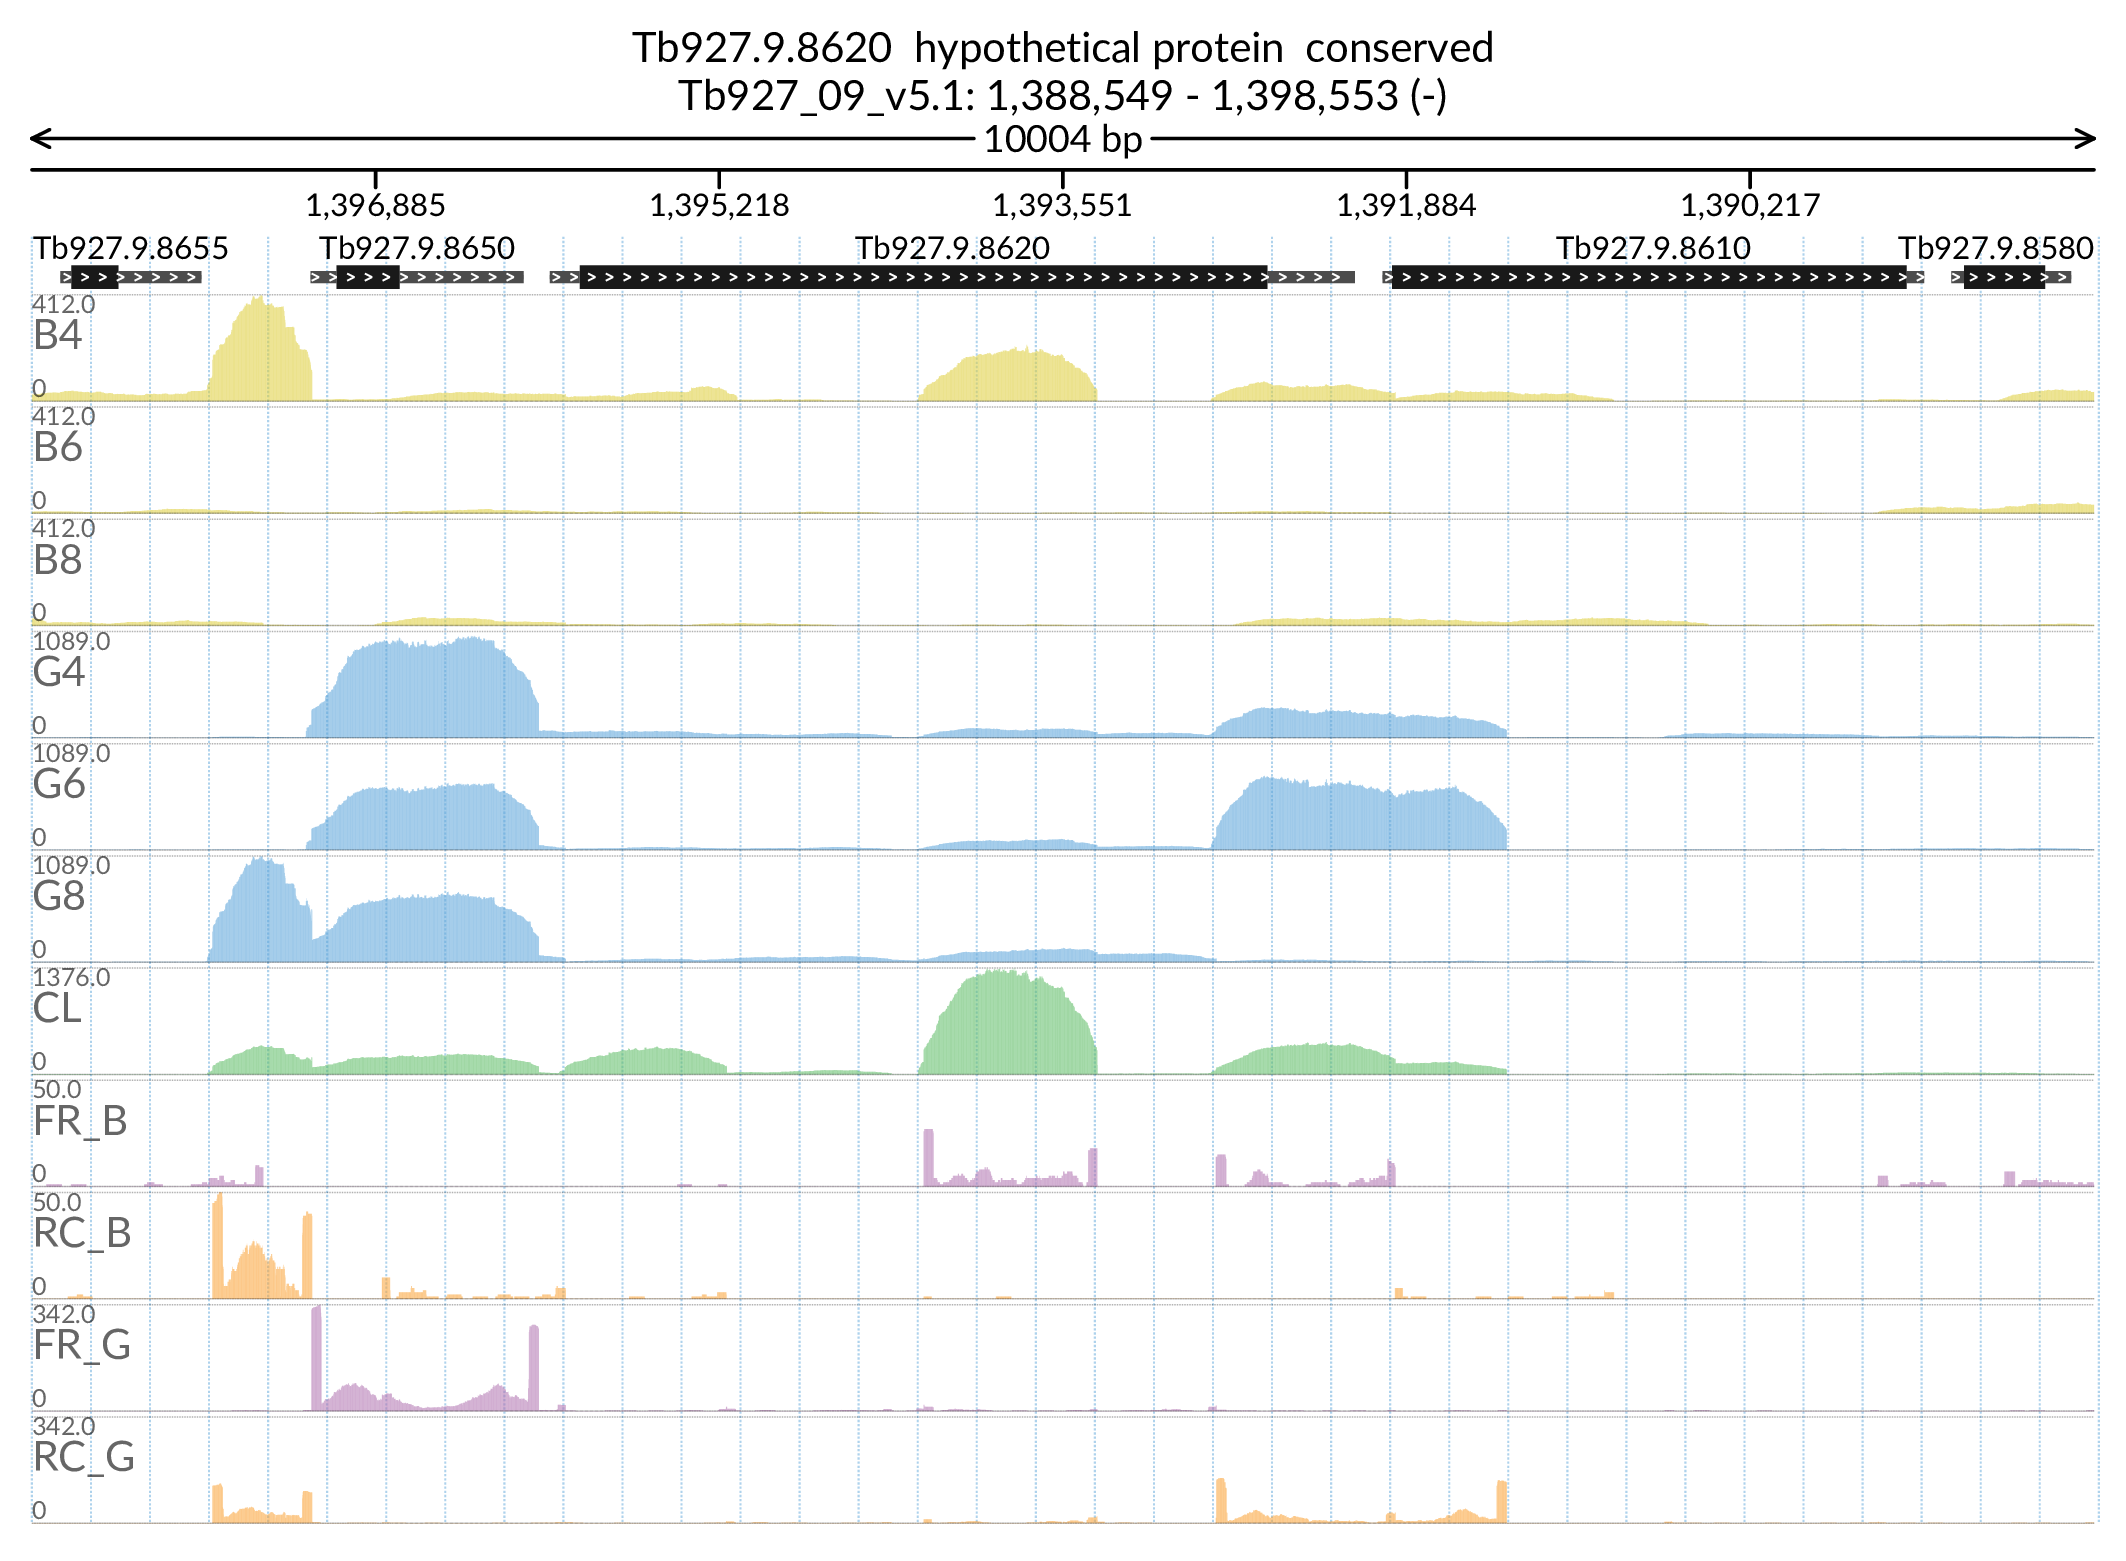 Tb927.9.8620  hypothetical protein  conserved
Tb927_09_v5.1: 1,388,549 - 1,398,553 (-)
10004 bp
1,396,885 1,395,218 1,393,551 1,391,884 1,390,217
Tb927.9.8655 Tb927.9.8650 Tb927.9.8620 Tb927.9.8610 Tb927.9.8580
412.0
B4
0
412.0
B6
0
412.0
B8
0
1089.0
G4
0
1089.0
G6
0
1089.0
G8
0
1376.0
CL
0
50.0
FR_B
0
50.0
RC_B
0
342.0
FR_G
0
342.0
RC_G
0